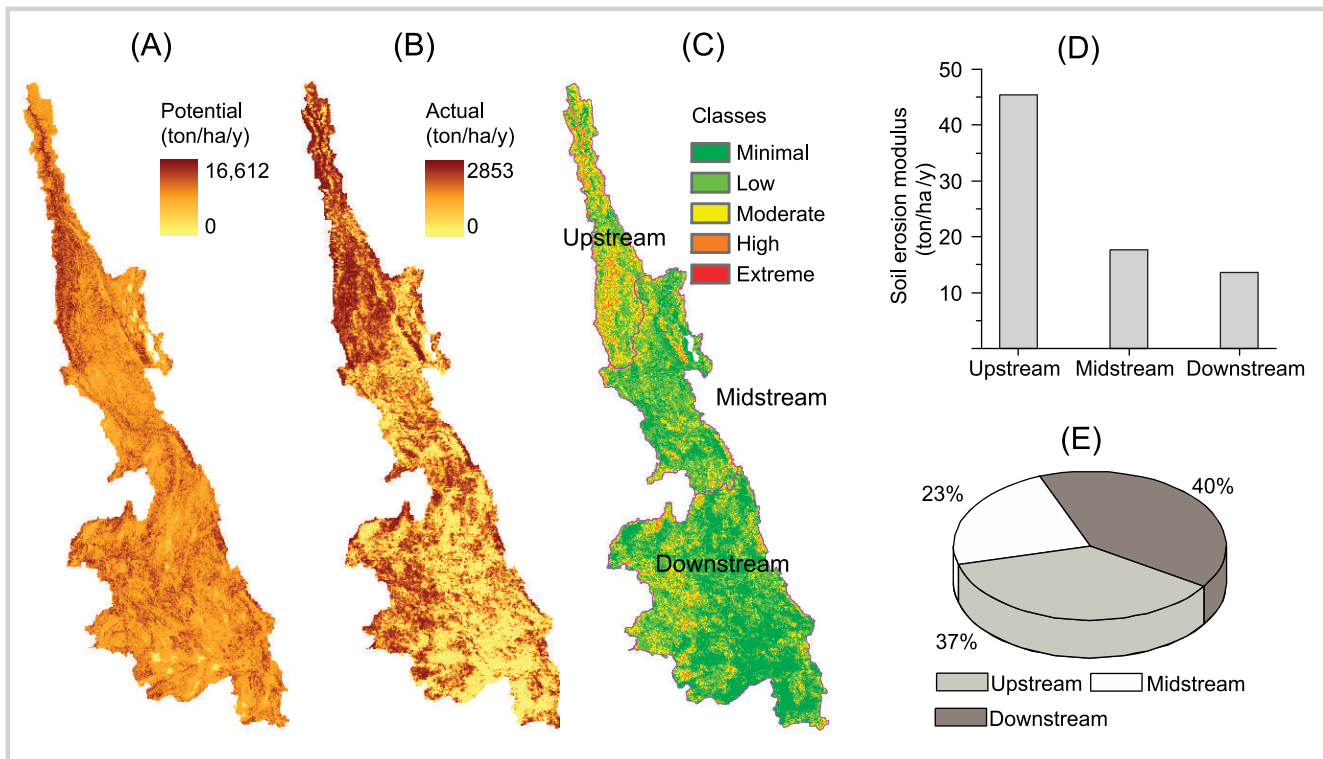 (A)
Potential
(ton/ha/y)
16,612
0
(B)
Actual
(ton/ha/y)
2853
0
(C)
Classes
Minimal
Low
Moderate
High
Extreme
Upstream
Midstream
Downstream
(D)
Soil erosion modulus
(ton/ha /y)
50
40
30
20
10
Upstream Midstream Downstream
(E)
23%
40%
37%
Upstream Midstream
Downstream